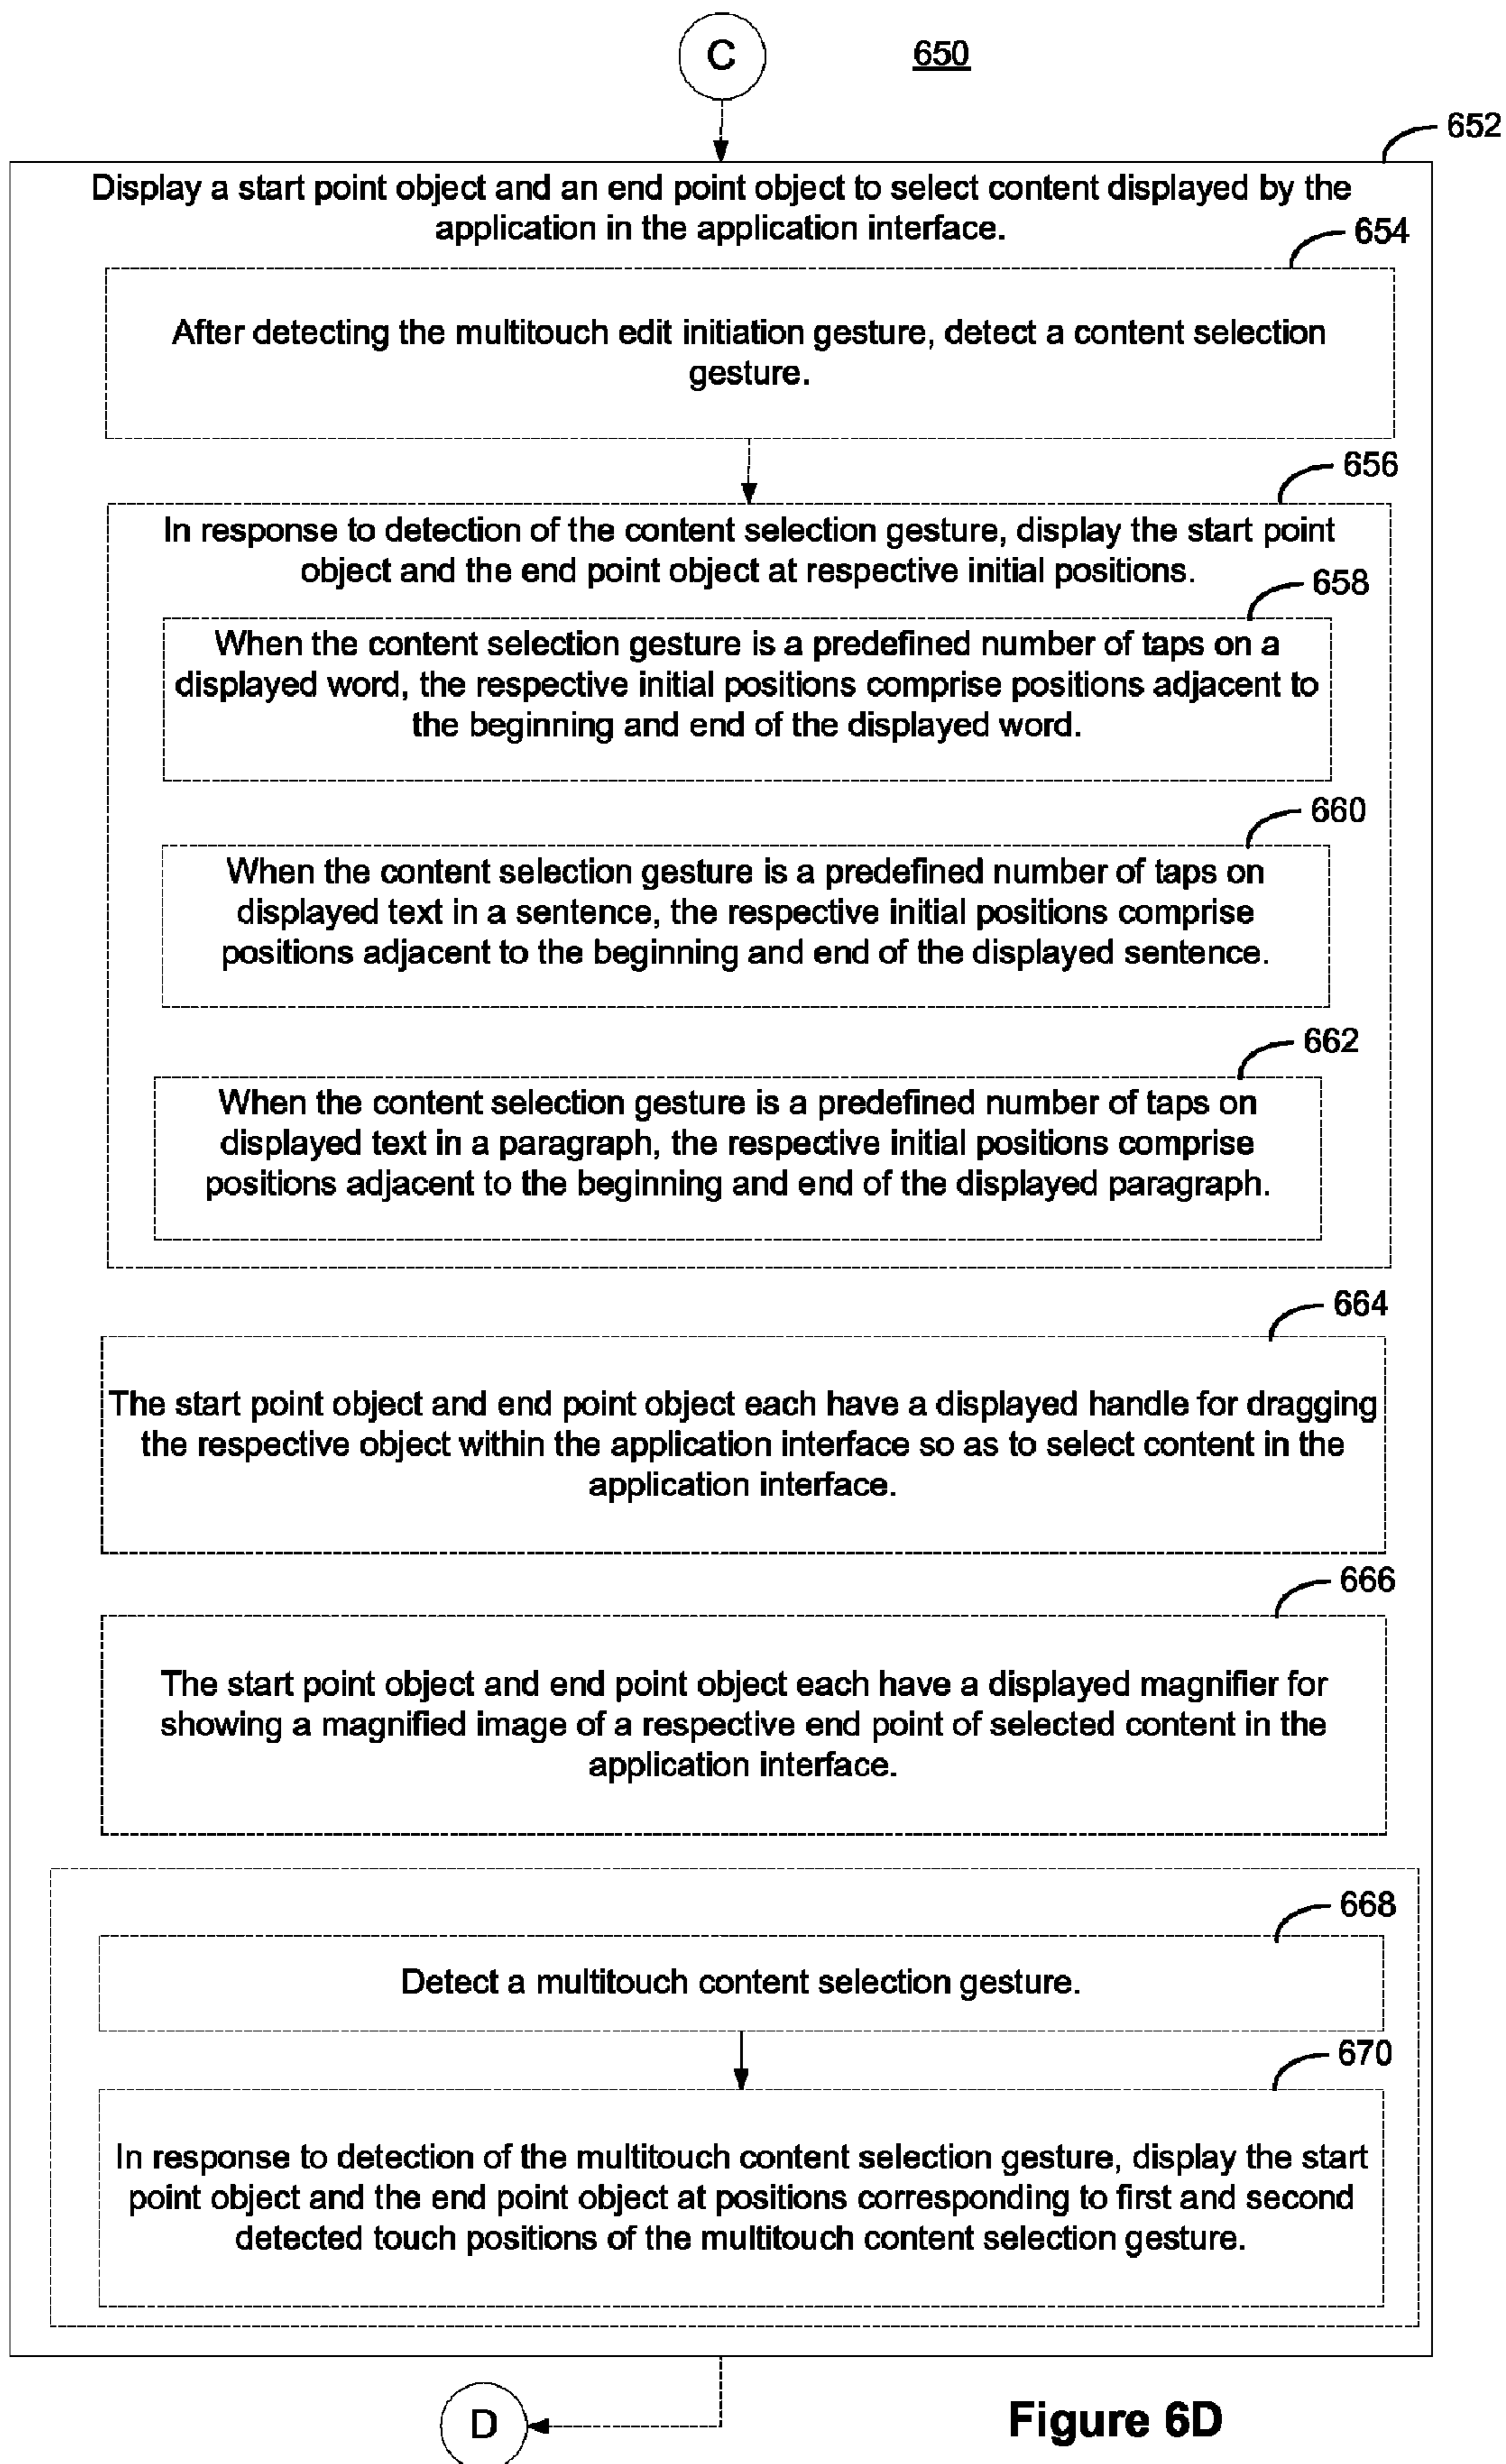 C
650
652
Display a start point object and an end point object to select content displayed by the
application in the application interface.
654
After detecting the multitouch edit initiation gesture, detect a content selection
gesture.
656
In response to detection of the content selection gesture, display the start point
object and the end point object at respective initial positions.
658
When the content selection gesture is a predefined number of taps on a
displayed word, the respective initial positions comprise positions adjacent to
the beginning and end of the displayed word.
660
When the content selection gesture is a predefined number of taps on
displayed text in a sentence, the respective initial positions comprise
positions adjacent to the beginning and end of the displayed sentence.
662
When the content selection gesture is a predefined number of taps on
displayed text in a paragraph, the respective initial positions comprise
positions adjacent to the beginning and end of the displayed paragraph.
664
The start point object and end point object each have a displayed handle for dragging
the respective object within the application interface so as to select content in the
application interface.
666
The start point object and end point object each have a displayed magnifier for
showing a magnified image of a respective end point of selected content in the
application interface.
668
Detect a multitouch content selection gesture.
670
In response to detection of the multitouch content selection gesture, display the start
point object and the end point object at positions corresponding to first and second
detected touch positions of the multitouch content selection gesture.
D
Figure 6D